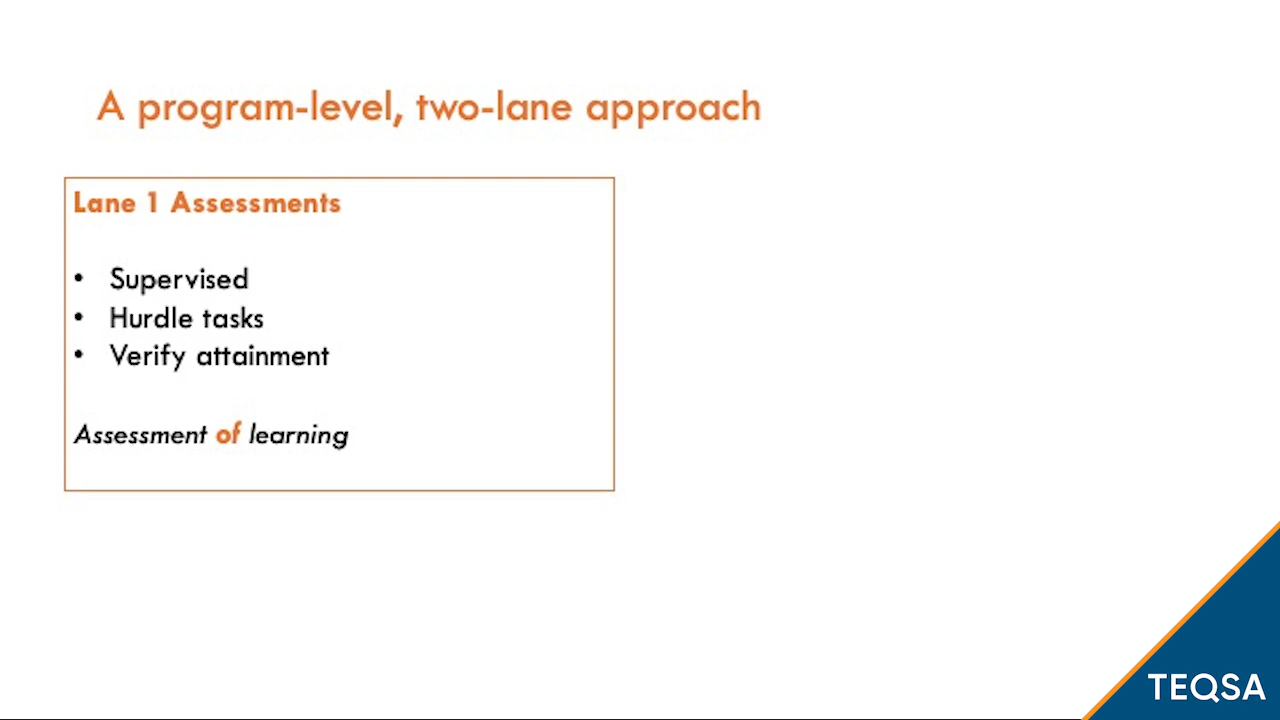 A program-level, two-lane approach
Lane 1 Assessments
• Supervised
• Hurdle tasks
• Verify attainment
Assessment of learning
TEQSA